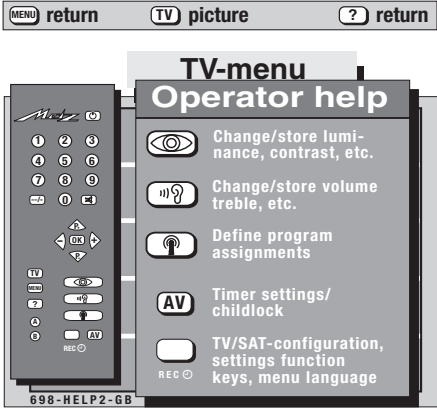 MENU return TV picture ? return
TV-menu
Operator help
Metz
1 2 3
4 5 6
7 8 9
--/- 0
P+
- OK +
P-
TV
MENU
?
A
B AV
REC
Change/store lumi-
nance, contrast, etc.
Change/store volume
treble, etc.
Define program
assignments
AV Timer settings/
childlock
TV/SAT-configuration,
settings function
keys, menu language
REC
698-HELP2-GB